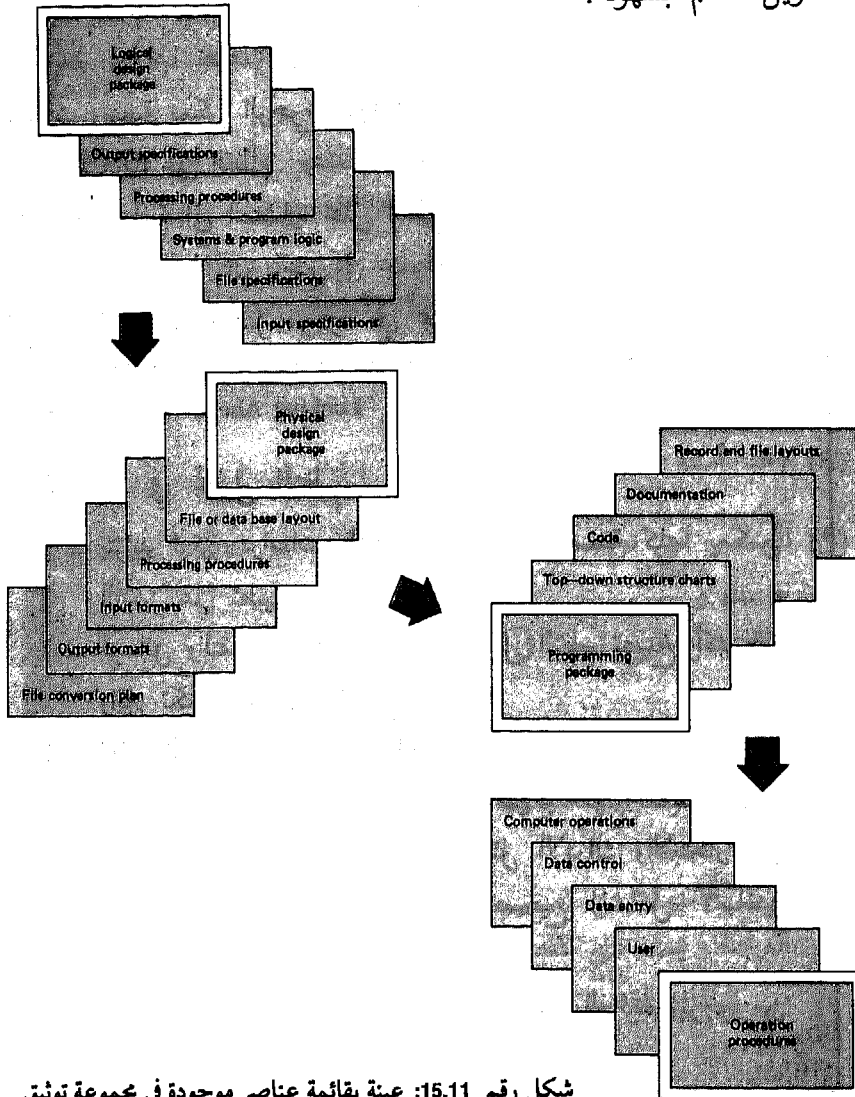 Logical
design
package
Output specifications
Processing procedures
Systems & program logic
File specifications
Input specifications
Physical
design
package
File or data base layout
Processing procedures
Input formats
Output formats
File conversion plan
Record and file layouts
Documentation
Code
Top—down structure charts
Programming
package
Computer operations
Data control
Data entry
User
Operation
procedures
شكل رقم 15.11: عينة بقائمة عناصر موجودة في مجموعة توثيق